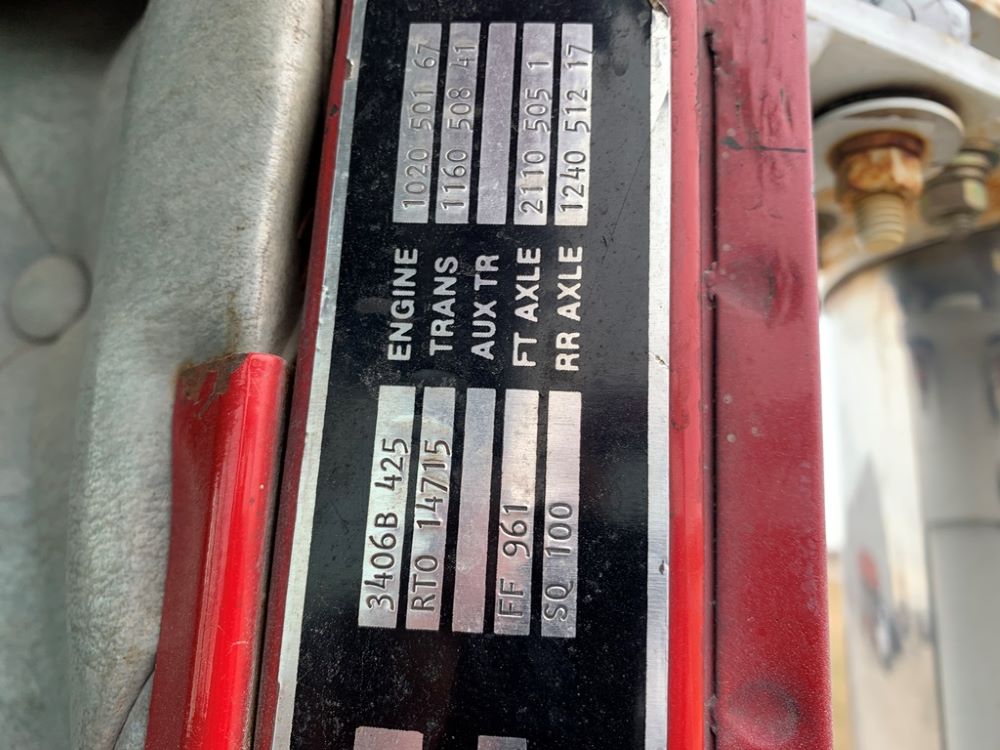 3406B 425 ENGINE 1020 501 67
RTO 14715 TRANS 1160 508 41
AUX TR
FF 961 FT AXLE 2110 505 1
SQ 100 RR AXLE 1240 512 17